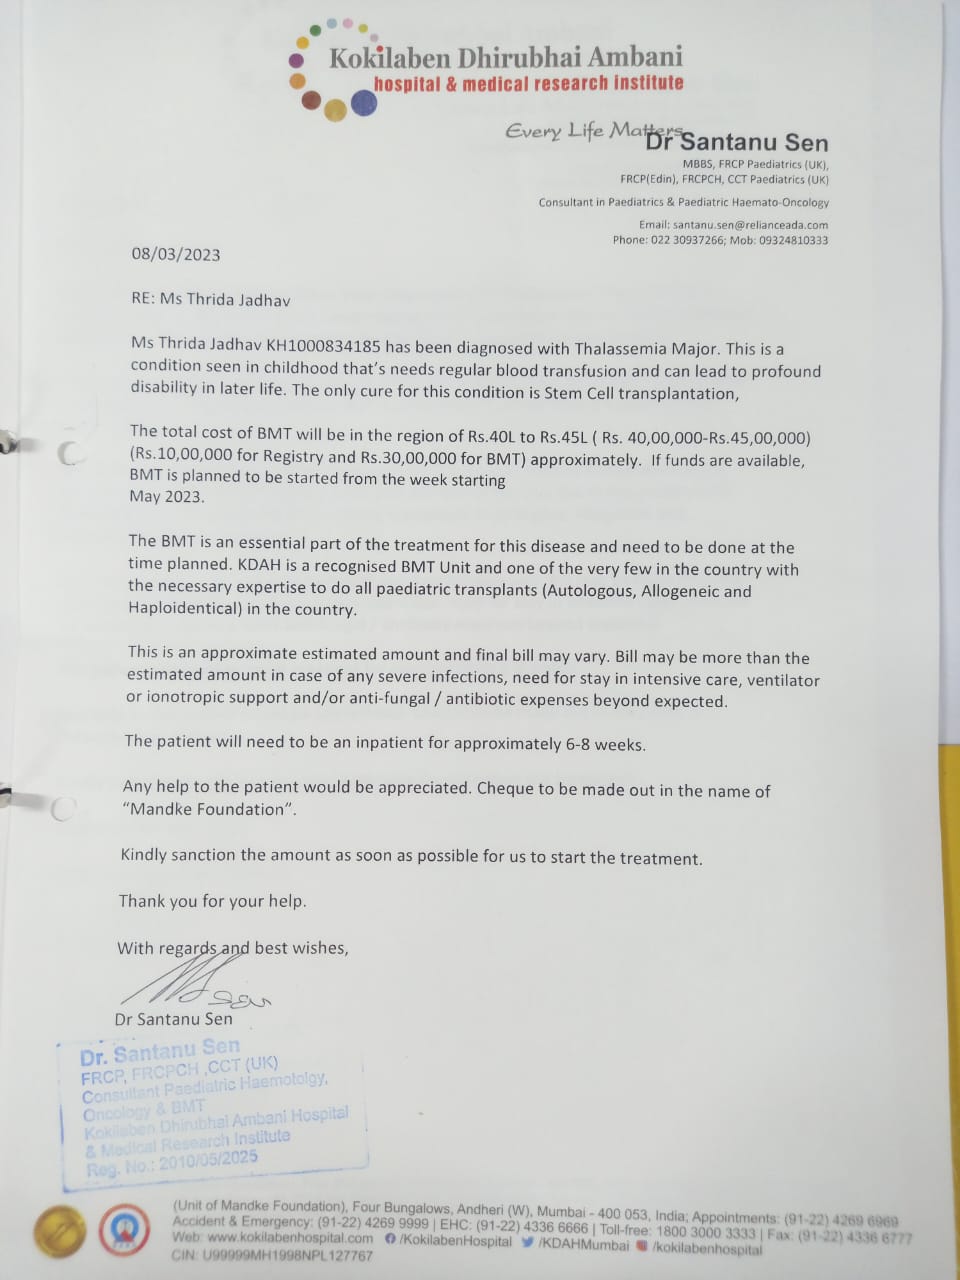 Kokilaben Dhirubhai Ambani
hospital & medical research institute
Every Life Matters
Dr Santanu Sen
MBBS, FRCP Paediatrics (UK),
FRCP(Edin), FRCPCH, CCT Paediatrics (UK)
Consultant in Paediatrics & Paediatric Haemato-Oncology
Email: santanu.sen@relianceada.com
Phone: 022 30937266; Mob: 09324810333
08/03/2023
RE: Ms Thrida Jadhav
Ms Thrida Jadhav KH1000834185 has been diagnosed with Thalassemia Major. This is a
condition seen in childhood that’s needs regular blood transfusion and can lead to profound
disability in later life. The only cure for this condition is Stem Cell transplantation,
The total cost of BMT will be in the region of Rs.40L to Rs.45L ( Rs. 40,00,000-Rs.45,00,000)
(Rs.10,00,000 for Registry and Rs.30,00,000 for BMT) approximately. If funds are available,
BMT is planned to be started from the week starting
May 2023.
The BMT is an essential part of the treatment for this disease and need to be done at the
time planned. KDAH is a recognised BMT Unit and one of the very few in the country with
the necessary expertise to do all paediatric transplants (Autologous, Allogeneic and
Haploidentical) in the country.
This is an approximate estimated amount and final bill may vary. Bill may be more than the
estimated amount in case of any severe infections, need for stay in intensive care, ventilator
or ionotropic support and/or anti-fungal / antibiotic expenses beyond expected.
The patient will need to be an inpatient for approximately 6-8 weeks.
Any help to the patient would be appreciated. Cheque to be made out in the name of
“Mandke Foundation”.
Kindly sanction the amount as soon as possible for us to start the treatment.
Thank you for your help.
With regards and best wishes,
Sen
Dr Santanu Sen
Dr. Santanu Sen
FRCP, FRCPCH ,CCT (UK)
Consultant Paediatric Haemotolgy,
Oncology & BMT
Kokilaben Dhirubhai Ambani Hospital
& Medical Research Institute
Reg. No.: 2010/05/2025
(Unit of Mandke Foundation), Four Bungalows, Andheri (W), Mumbai - 400 053, India; Appointments: (91-22) 4269 6969
Accident & Emergency: (91-22) 4269 9999 | EHC: (91-22) 4336 6666 | Toll-free: 1800 3000 3333 | Fax: (91-22) 4336 6777
Web: www.kokilabenhospital.com /KokilabenHospital /KDAHMumbai /kokilabenhospital
CIN: U99999MH1998NPL127767